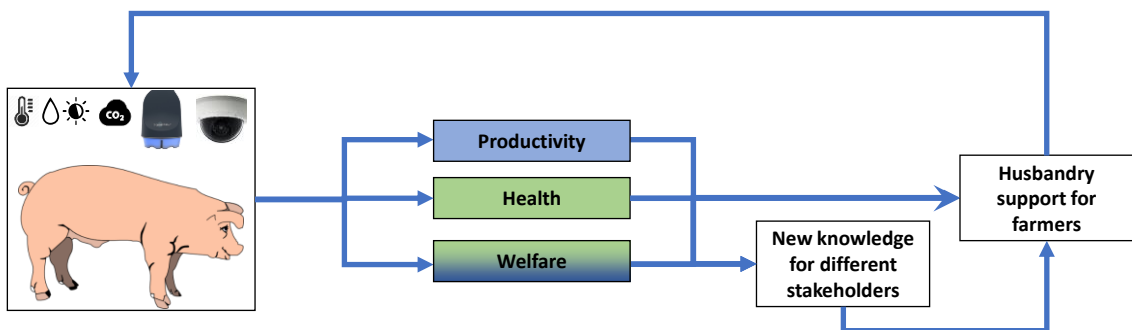 CO2
Productivity
Health
Welfare
New knowledge
for different
stakeholders
Husbandry
support for
farmers